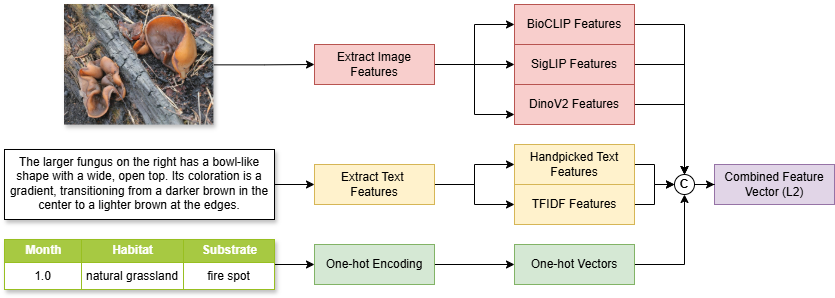 BioCLIP Features
Extract Image
Features
SigLIP Features
DinoV2 Features
The larger fungus on the right has a bowl-like
shape with a wide, open top. Its coloration is a
gradient, transitioning from a darker brown in the
center to a lighter brown at the edges.
Extract Text
Features
Handpicked Text
Features
TFIDF Features
C
Combined Feature
Vector (L2)
Month Habitat Substrate
1.0 natural grassland fire spot
One-hot Encoding
One-hot Vectors